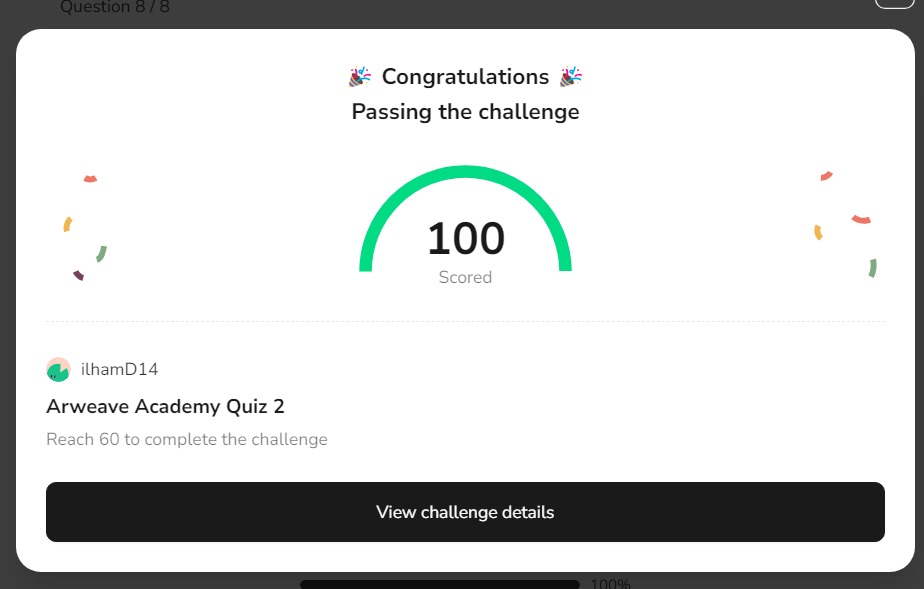 Question 8 / 8
Congratulations
Passing the challenge
100
Scored
ilhamD14
Arweave Academy Quiz 2
Reach 60 to complete the challenge
View challenge details
100%